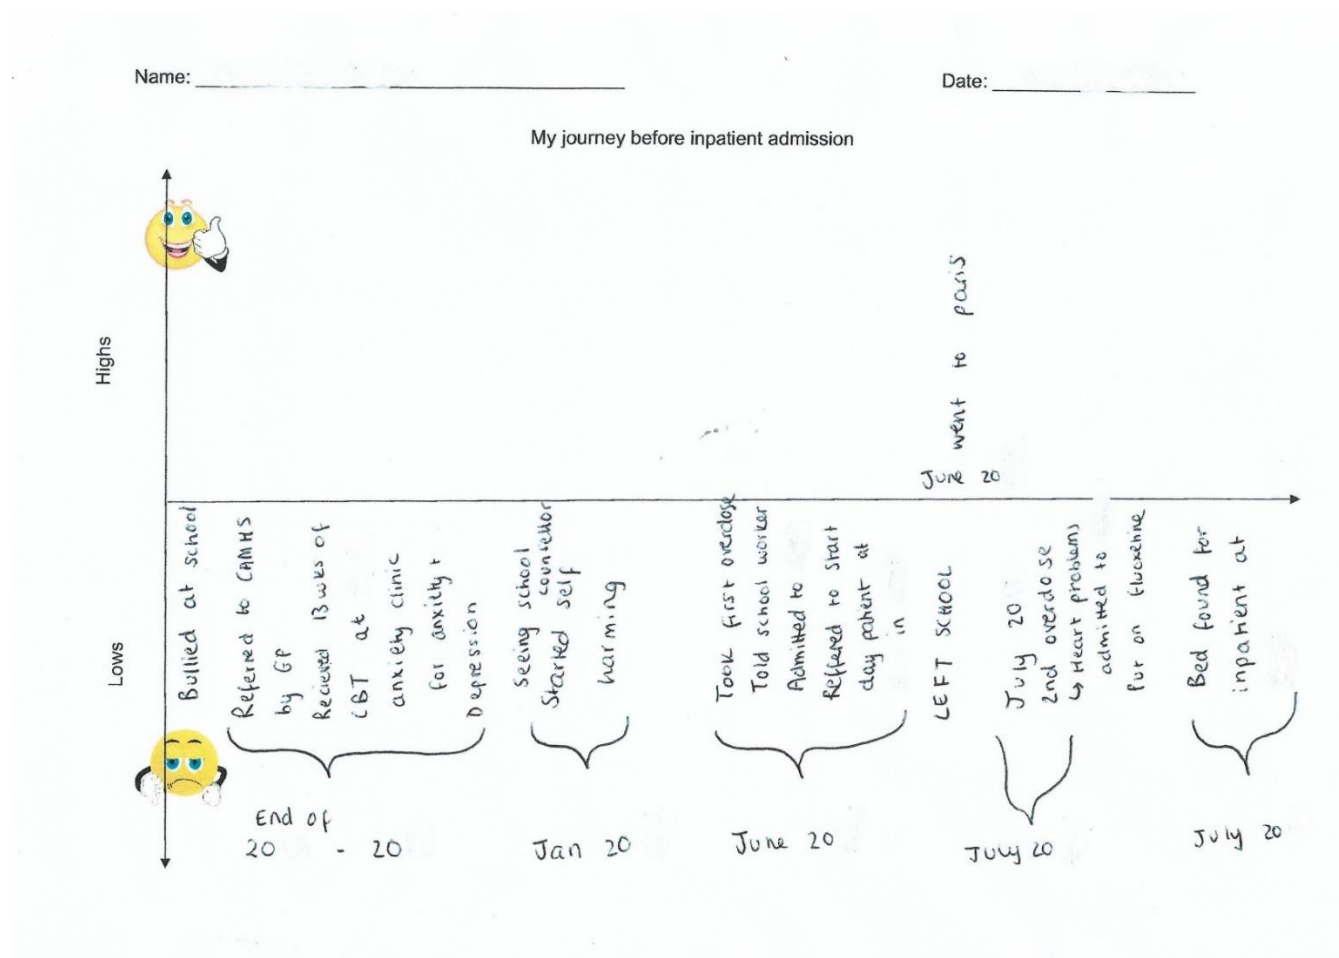 Name:
Date:
My journey before inpatient admission
Highs
Lows
June 20
went to paris
Bullied at school
Referred to CAMHS
by GP
Recieved 13 wks of
CBT at
anxiety clinic
for anxiety +
Depression
End of
20 - 20
Seeing school
counsellor
Started self
harming
Jan 20
Took first overdose
Told school worker
Admitted to
Reffered to start
day patient at
in
June 20
LEFT SCHOOL
July 20
2nd overdose
↳ Heart problems
admitted to
Put on fluoxetine
July 20
Bed found for
inpatient at
July 20